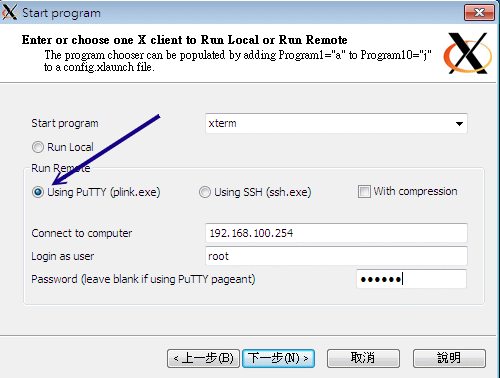 Start program
Enter or choose one X client to Run Local or Run Remote
The program chooser can be populated by adding Program1="a" to Program10="j"
to a config.xlaunch file.
Start program
xterm
Run Local
Run Remote
Using PuTTY (plink.exe)
Using SSH (ssh.exe)
With compression
Connect to computer
192.168.100.254
Login as user
root
Password (leave blank if using PuTTY pageant)
●●●●●●
< 上一步(B)
下一步(N) >
取消
說明